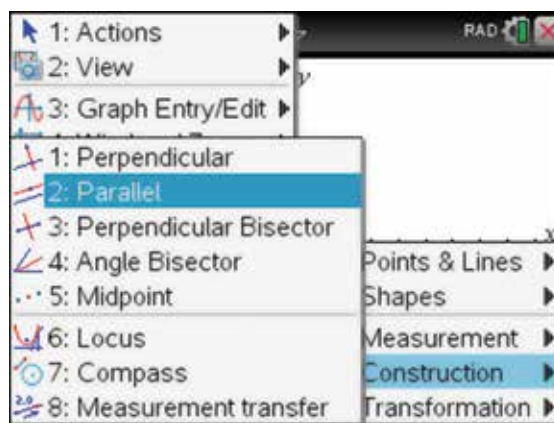 1: Actions
RAD
2: View
y
3: Graph Entry/Edit
1: Perpendicular
2: Parallel
3: Perpendicular Bisector
x
4: Angle Bisector
Points & Lines
5: Midpoint
Shapes
6: Locus
Measurement
7: Compass
Construction
8: Measurement transfer
Transformation